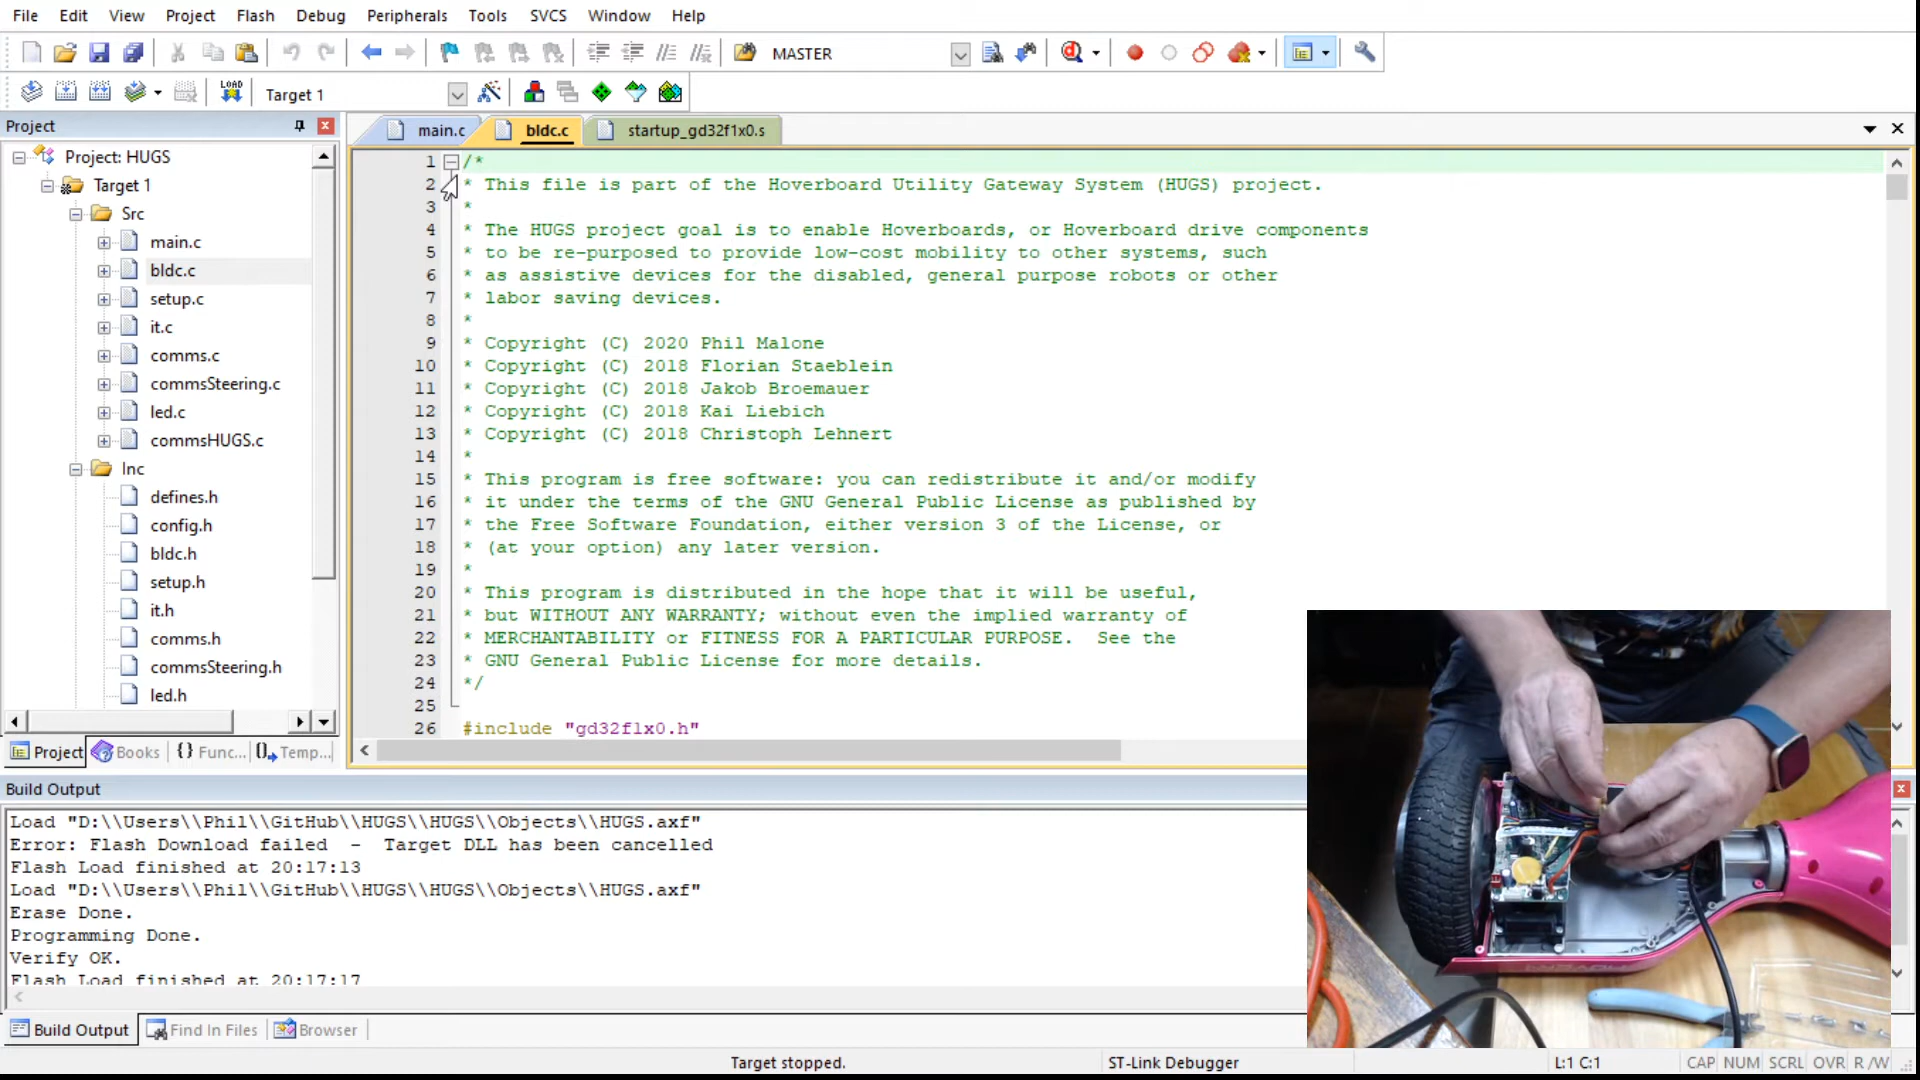 File Edit View Project Flash Debug Peripherals Tools SVCS Window Help
MASTER
LOAD
Target 1
Project
main.c
bldc.c
startup_gd32f1x0.s
Project: HUGS
Target 1
Src
main.c
bldc.c
setup.c
it.c
comms.c
commsSteering.c
led.c
commsHUGS.c
Inc
defines.h
config.h
bldc.h
setup.h
it.h
comms.h
commsSteering.h
led.h
Project Books {} Func... Temp...
1 /*
2 * This file is part of the Hoverboard Utility Gateway System (HUGS) project.
3 *
4 * The HUGS project goal is to enable Hoverboards, or Hoverboard drive components
5 * to be re-purposed to provide low-cost mobility to other systems, such
6 * as assistive devices for the disabled, general purpose robots or other
7 * labor saving devices.
8 *
9 * Copyright (C) 2020 Phil Malone
10 * Copyright (C) 2018 Florian Staeblein
11 * Copyright (C) 2018 Jakob Broemauer
12 * Copyright (C) 2018 Kai Liebich
13 * Copyright (C) 2018 Christoph Lehnert
14 *
15 * This program is free software: you can redistribute it and/or modify
16 * it under the terms of the GNU General Public License as published by
17 * the Free Software Foundation, either version 3 of the License, or
18 * (at your option) any later version.
19 *
20 * This program is distributed in the hope that it will be useful,
21 * but WITHOUT ANY WARRANTY; without even the implied warranty of
22 * MERCHANTABILITY or FITNESS FOR A PARTICULAR PURPOSE.  See the
23 * GNU General Public License for more details.
24 */
25
26 #include "gd32f1x0.h"
Build Output
Load "D:\\Users\\Phil\\GitHub\\HUGS\\HUGS\\Objects\\HUGS.axf"
Error: Flash Download failed  -  Target DLL has been cancelled
Flash Load finished at 20:17:13
Load "D:\\Users\\Phil\\GitHub\\HUGS\\HUGS\\Objects\\HUGS.axf"
Erase Done.
Programming Done.
Verify OK.
Flash Load finished at 20:17:17
Build Output Find In Files Browser
Target stopped. ST-Link Debugger L:1 C:1 CAP NUM SCRL OVR R/W